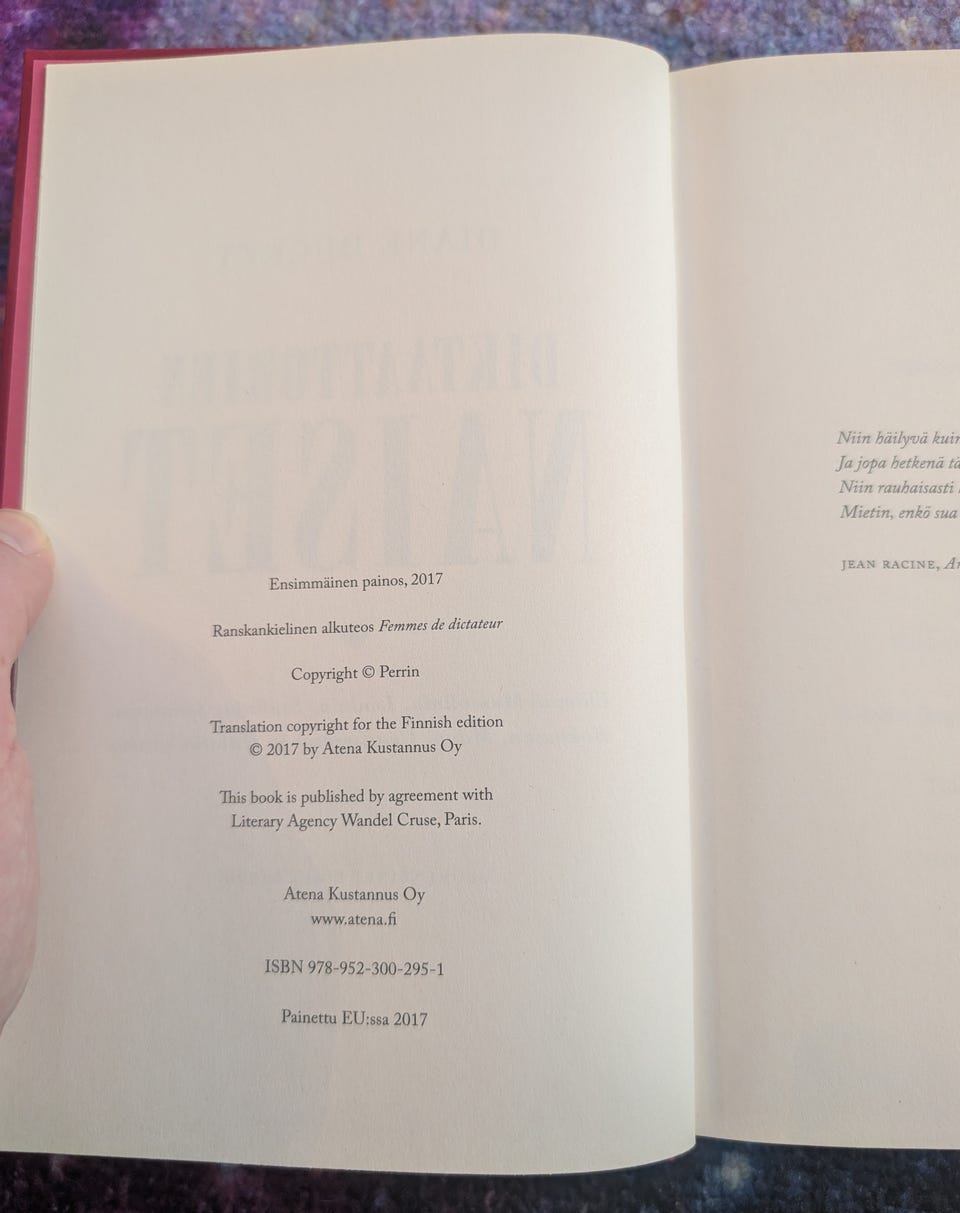 Ensimmäinen painos, 2017
Ranskankielinen alkuteos Femmes de dictateur
Copyright © Perrin
Translation copyright for the Finnish edition
© 2017 by Atena Kustannus Oy
This book is published by agreement with
Literary Agency Wandel Cruse, Paris.
Atena Kustannus Oy
www.atena.fi
ISBN 978-952-300-295-1
Painettu EU:ssa 2017
Niin häilyvä kuin
Ja jopa hetkenä
Niin rauhaisasti
Mietin, enkö sua
JEAN RACINE,